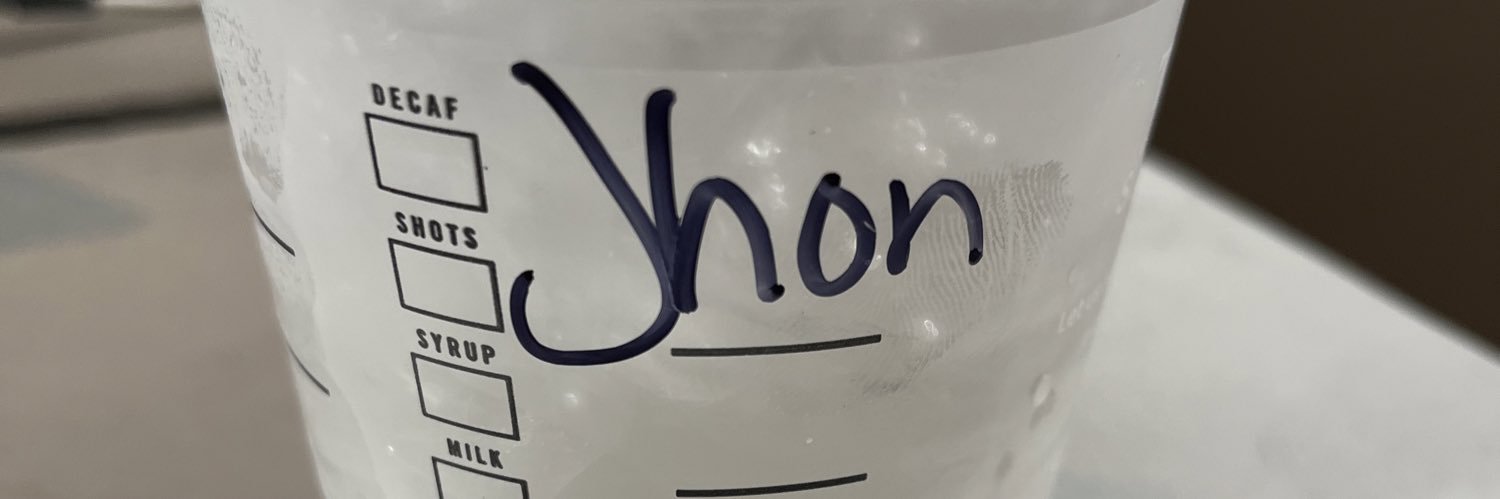 DECAF
Jhon
SHOTS
SYRUP
MILK